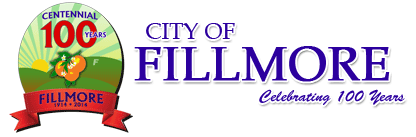 CENTENNIAL
100
YEARS
F
FILLMORE
1914 • 2014
CITY OF
FILLMORE
Celebrating 100 Years